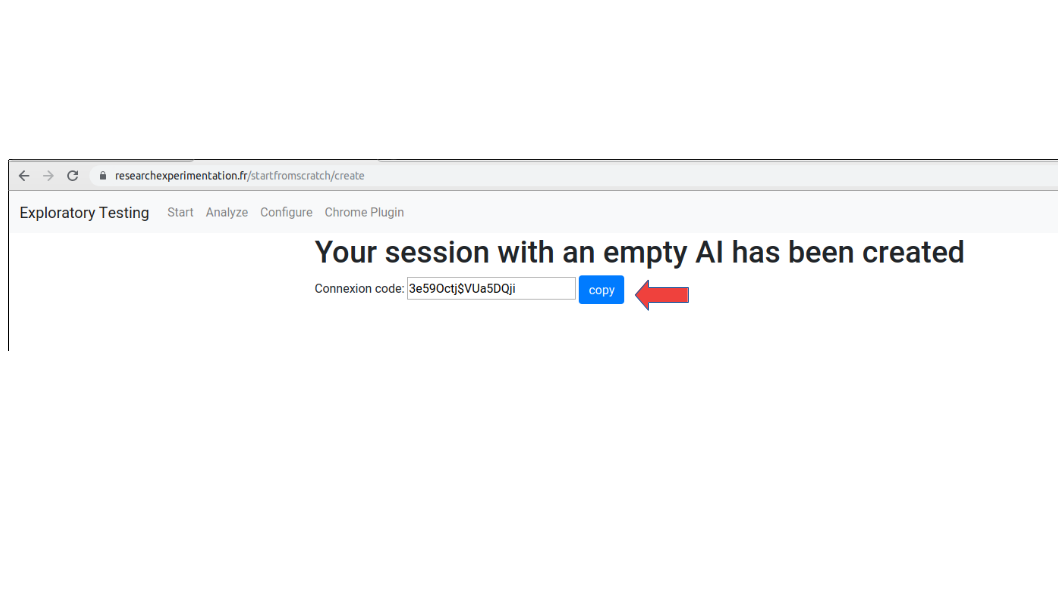 researchexperimentation.fr/startfromscratch/create
Exploratory Testing Start Analyze Configure Chrome Plugin
Your session with an empty AI has been created
Connexion code: 3e59Octj$VUa5DQji copy